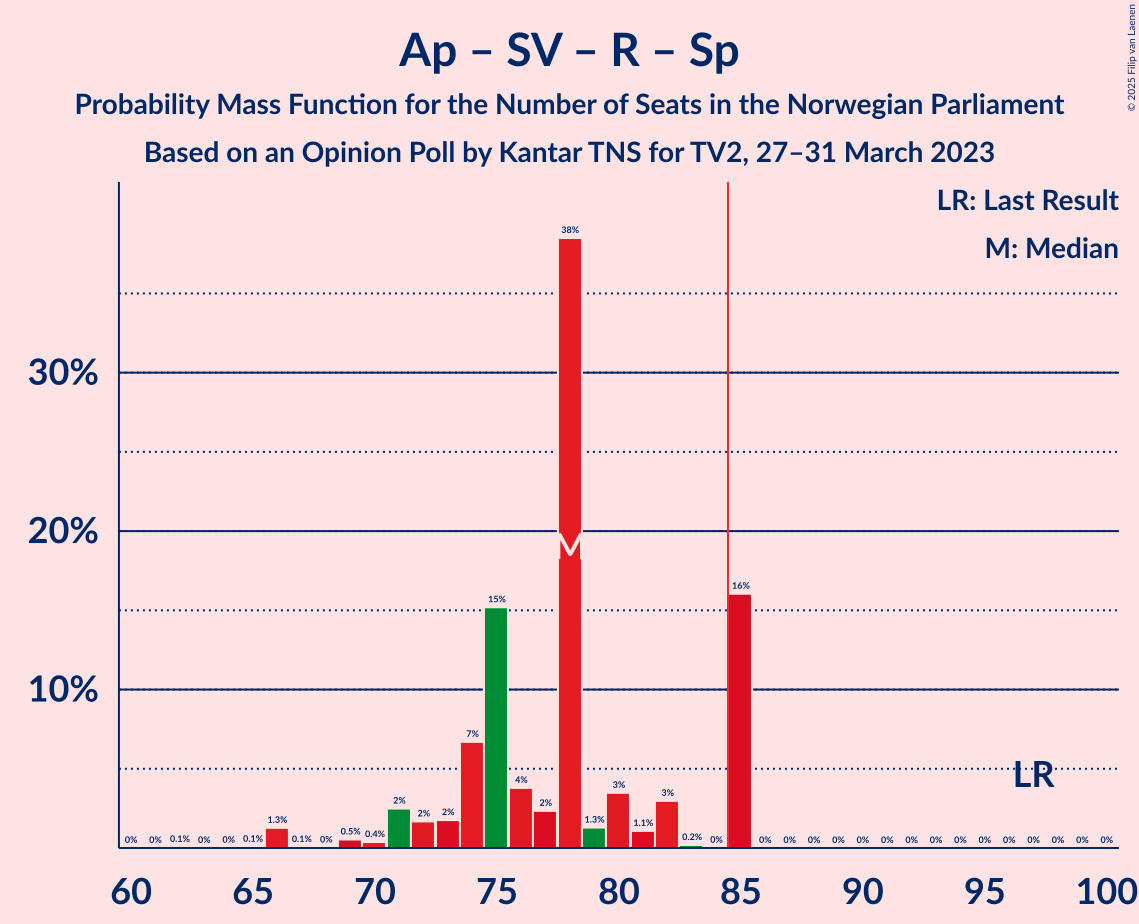 Ap – SV – R – Sp
Probability Mass Function for the Number of Seats in the Norwegian Parliament
Based on an Opinion Poll by Kantar TNS for TV2, 27–31 March 2023
© 2025 Filip van Laenen
LR: Last Result
M: Median
30%
20%
10%
0% 0% 0.1% 0% 0% 0.1% 1.3% 0.1% 0% 0.5% 0.4% 2% 2% 2% 7% 15% 4% 2% 38% 1.3% 3% 1.1% 3% 0.2% 0% 16% 0% 0% 0% 0% 0% 0% 0% 0% 0% 0% 0% 0% 0% 0% 0%
M
LR
60 65 70 75 80 85 90 95 100